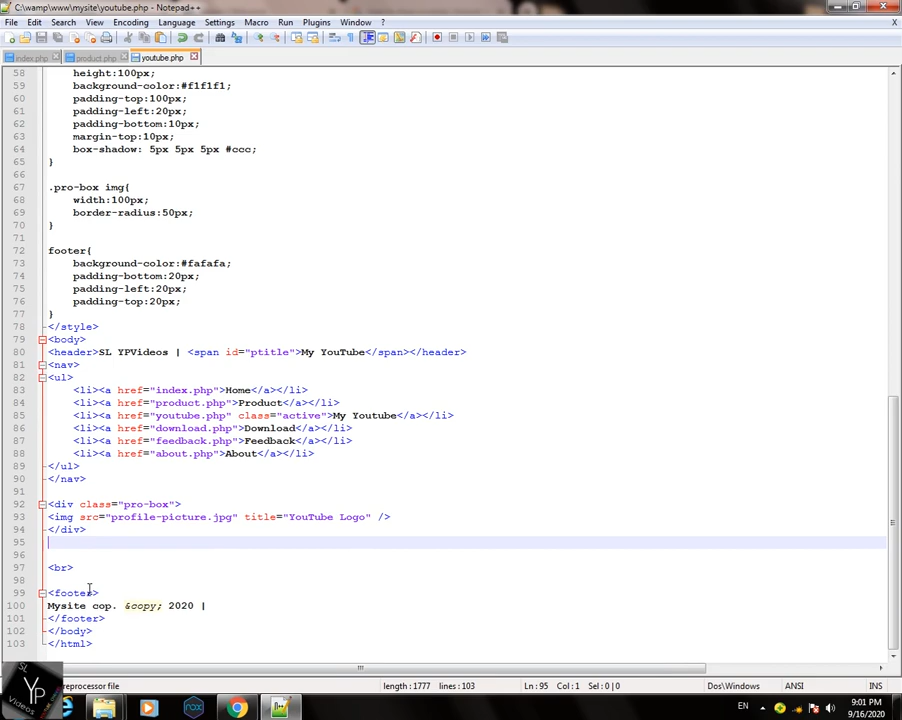 C:\wamp\www\mysite\youtube.php - Notepad++
File Edit Search View Encoding Language Settings Macro Run Plugins Window ? X
index.php product.php youtube.php
58 height:100px;
59 background-color:#f1f1f1;
60 padding-top:100px;
61 padding-left:20px;
62 padding-bottom:10px;
63 margin-top:10px;
64 box-shadow: 5px 5px 5px #ccc;
65 }
66
67 .pro-box img{
68 width:100px;
69 border-radius:50px;
70 }
71
72 footer{
73 background-color:#fafafa;
74 padding-bottom:20px;
75 padding-left:20px;
76 padding-top:20px;
77 }
78 </style>
79 <body>
80 <header>SL YPVideos | <span id="ptitle">My YouTube</span></header>
81 <nav>
82 <ul>
83 <li><a href="index.php">Home</a></li>
84 <li><a href="product.php">Product</a></li>
85 <li><a href="youtube.php" class="active">My Youtube</a></li>
86 <li><a href="download.php">Download</a></li>
87 <li><a href="feedback.php">Feedback</a></li>
88 <li><a href="about.php">About</a></li>
89 </ul>
90 </nav>
91
92 <div class="pro-box">
93 <img src="profile-picture.jpg" title="YouTube Logo" />
94 </div>
95
96
97 <br>
98
99 <footer>
100 Mysite cop. &copy; 2020 |
101 </footer>
102 </body>
103 </html>
reprocessor file length : 1777 lines : 103 Ln : 95 Col : 1 Sel : 0 | 0 Dos\Windows ANSI INS
SL
YP
Videos
nox
EN
9:01 PM
9/16/2020